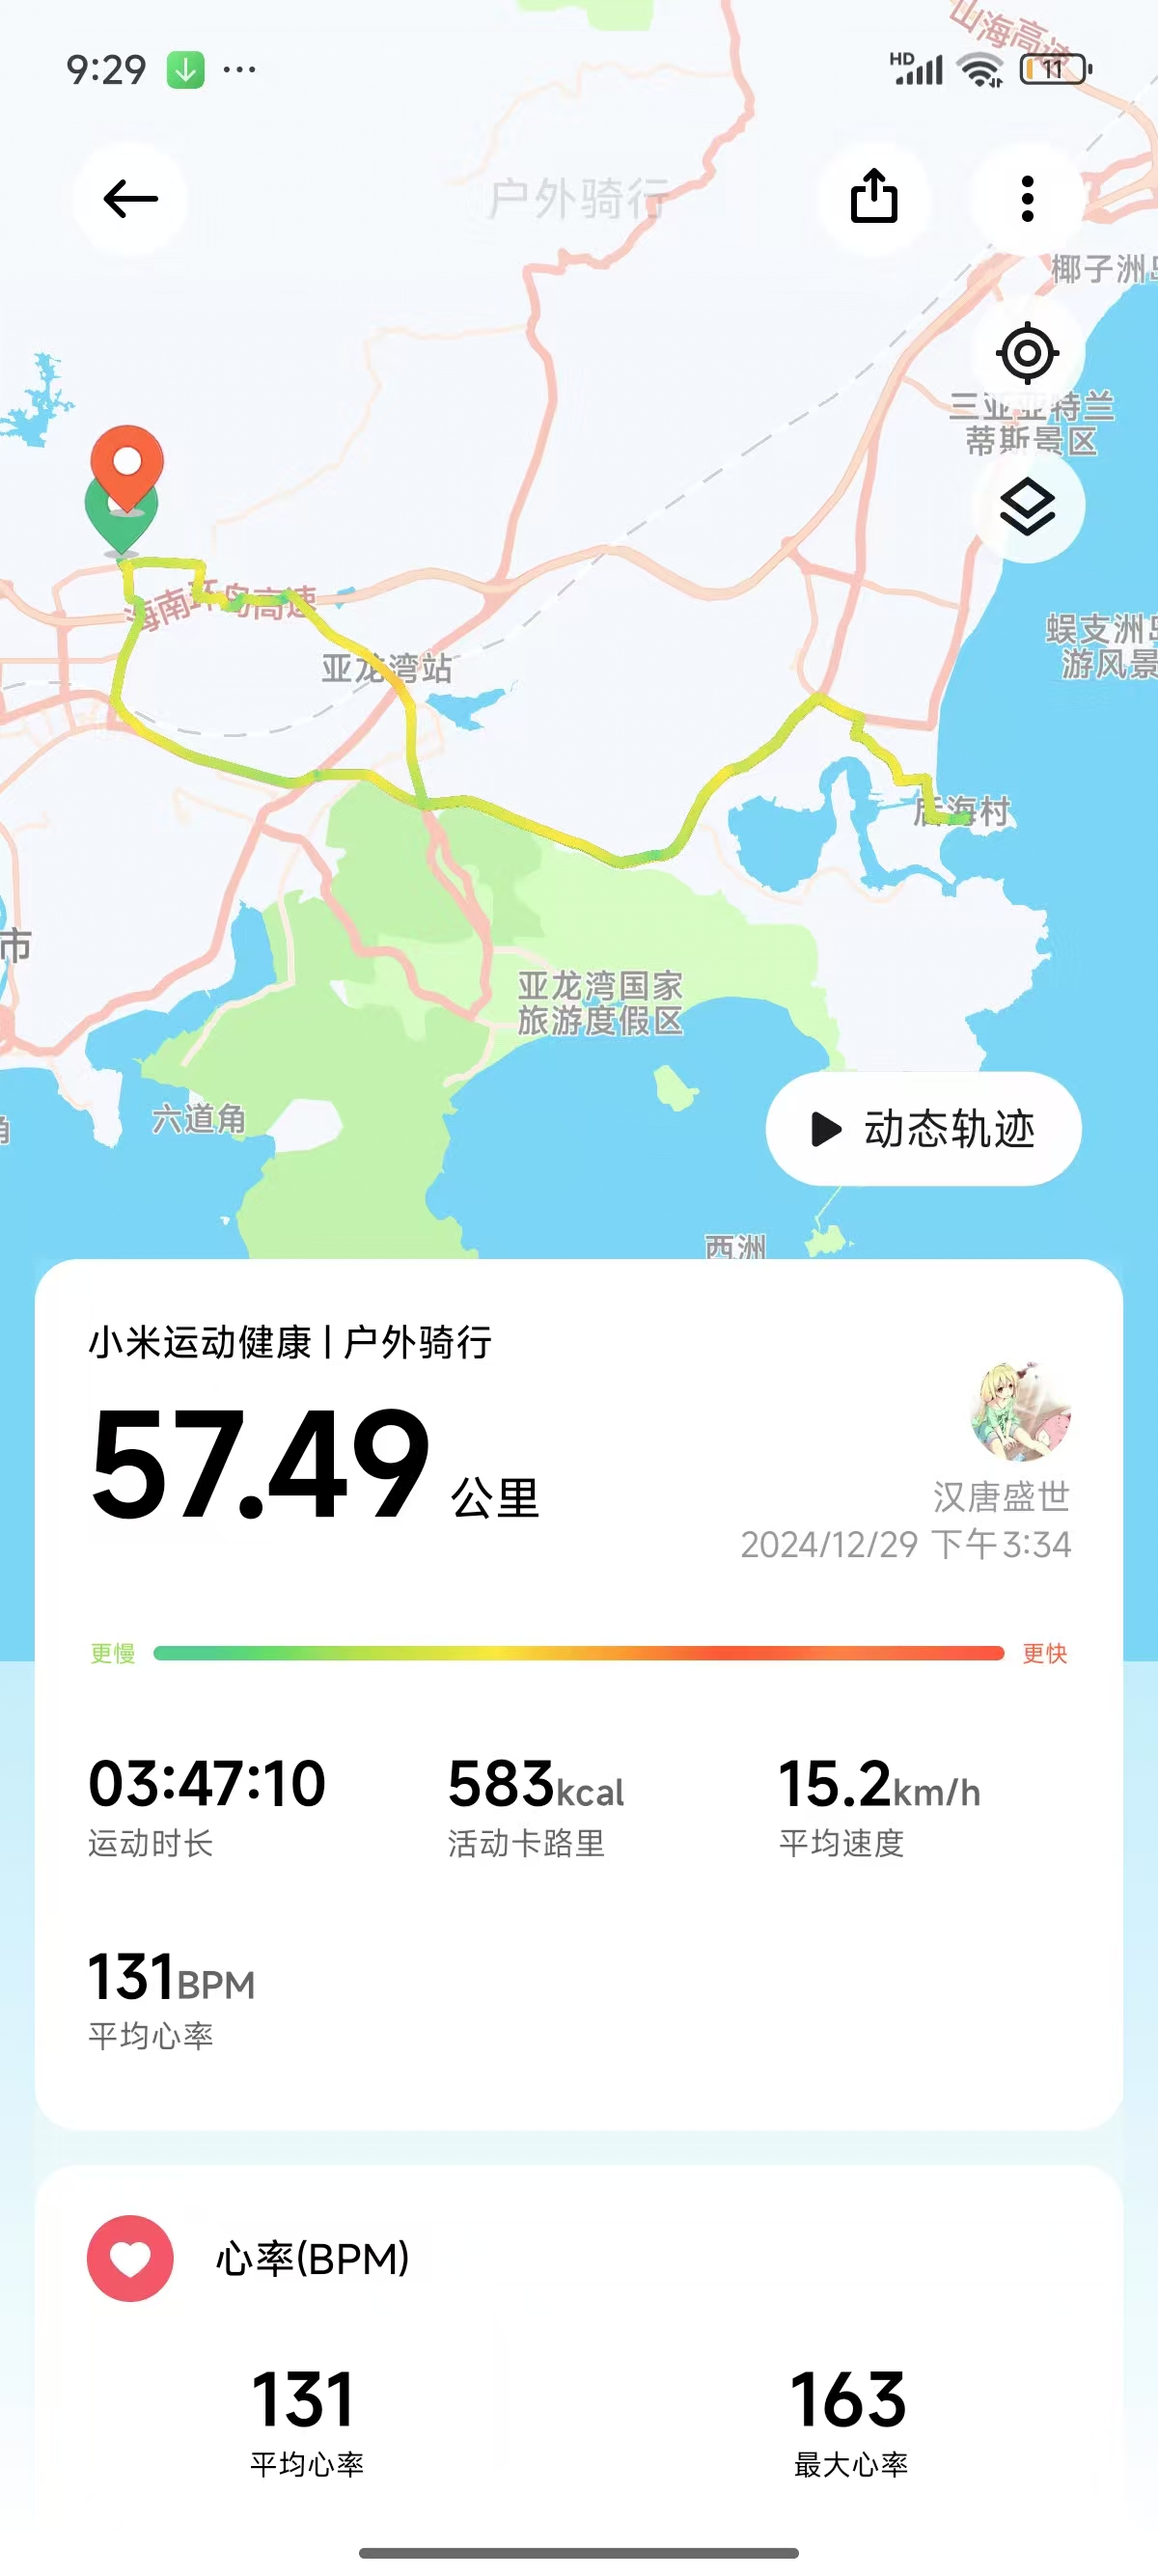 山海高速
9:29
HD
11
户外骑行
椰子洲岛
三亚亚特兰
蒂斯景区
海南环岛高速
蜈支洲岛
游风景
亚龙湾站
后海村
市
亚龙湾国家
旅游度假区
六道角
角
动态轨迹
西洲
小米运动健康 | 户外骑行
57.49 公里
汉唐盛世
2024/12/29 下午3:34
更慢
更快
03:47:10 583kcal 15.2km/h
运动时长 活动卡路里 平均速度
131BPM
平均心率
心率(BPM)
131 163
平均心率 最大心率